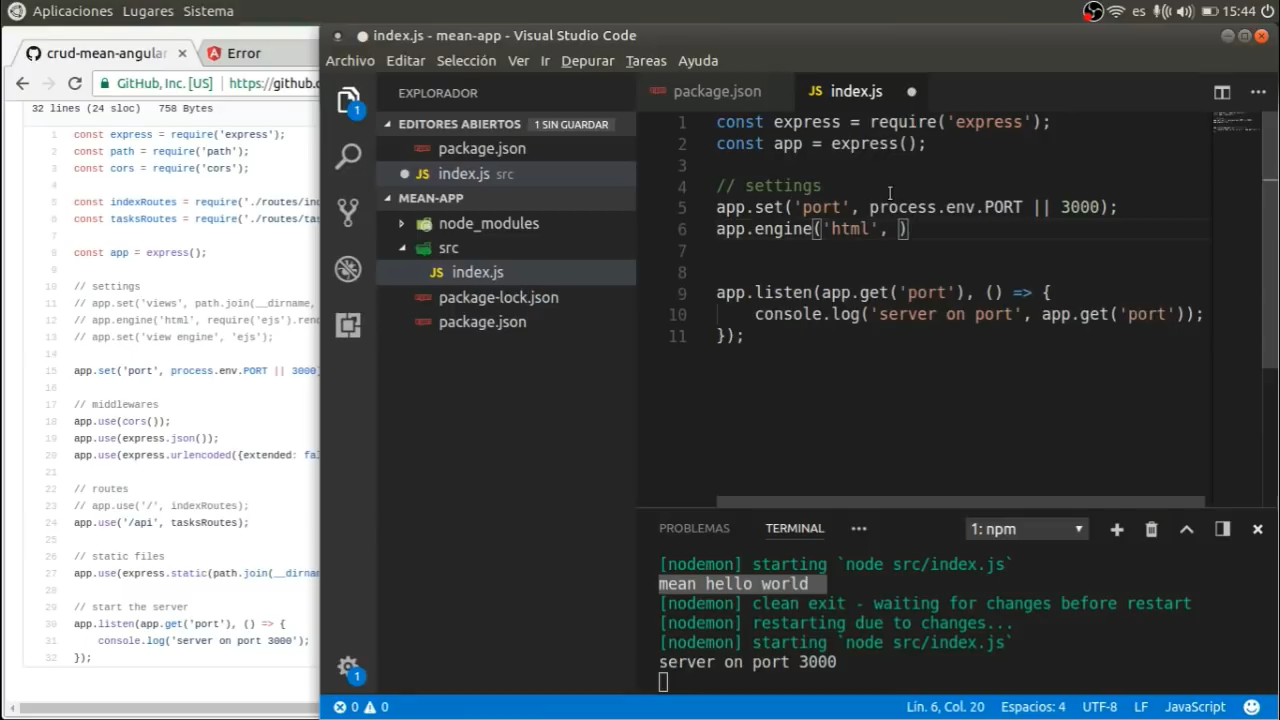 Aplicaciones Lugares Sistema es 15:44
crud-mean-angular Error
GitHub, Inc. [US] https://github.c
32 lines (24 sloc) 758 Bytes
1 const express = require('express');
2 const path = require('path');
3 const cors = require('cors');
4
5 const indexRoutes = require('./routes/in
6 const tasksRoutes = require('./routes/ta
7
8 const app = express();
9
10 // settings
11 // app.set('views', path.join(__dirname,
12 // app.engine('html', require('ejs').ren
13 // app.set('view engine', 'ejs');
14
15 app.set('port', process.env.PORT || 3000
16
17 // middlewares
18 app.use(cors());
19 app.use(express.json());
20 app.use(express.urlencoded({extended: fal
21
22 // routes
23 // app.use('/', indexRoutes);
24 app.use('/api', tasksRoutes);
25
26 // static files
27 app.use(express.static(path.join(__dirna
28
29 // start the server
30 app.listen(app.get('port'), () => {
31 console.log('server on port 3000');
32 });
index.js - mean-app - Visual Studio Code
Archivo Editar Selección Ver Ir Depurar Tareas Ayuda
1
1
EXPLORADOR
EDITORES ABIERTOS 1 SIN GUARDAR
package.json
JS index.js src
MEAN-APP
node_modules
src
JS index.js
package-lock.json
package.json
package.json JS index.js
1 const express = require('express');
2 const app = express();
3
4 // settings
5 app.set('port', process.env.PORT || 3000);
6 app.engine('html', )
7
8
9 app.listen(app.get('port'), () => {
10 console.log('server on port', app.get('port'));
11 });
PROBLEMAS TERMINAL ••• 1: npm
[nodemon] starting `node src/index.js`
mean hello world
[nodemon] clean exit - waiting for changes before restart
[nodemon] restarting due to changes...
[nodemon] starting `node src/index.js`
server on port 3000
0 0 Lín. 6, Col. 20 Espacios: 4 UTF-8 LF JavaScript